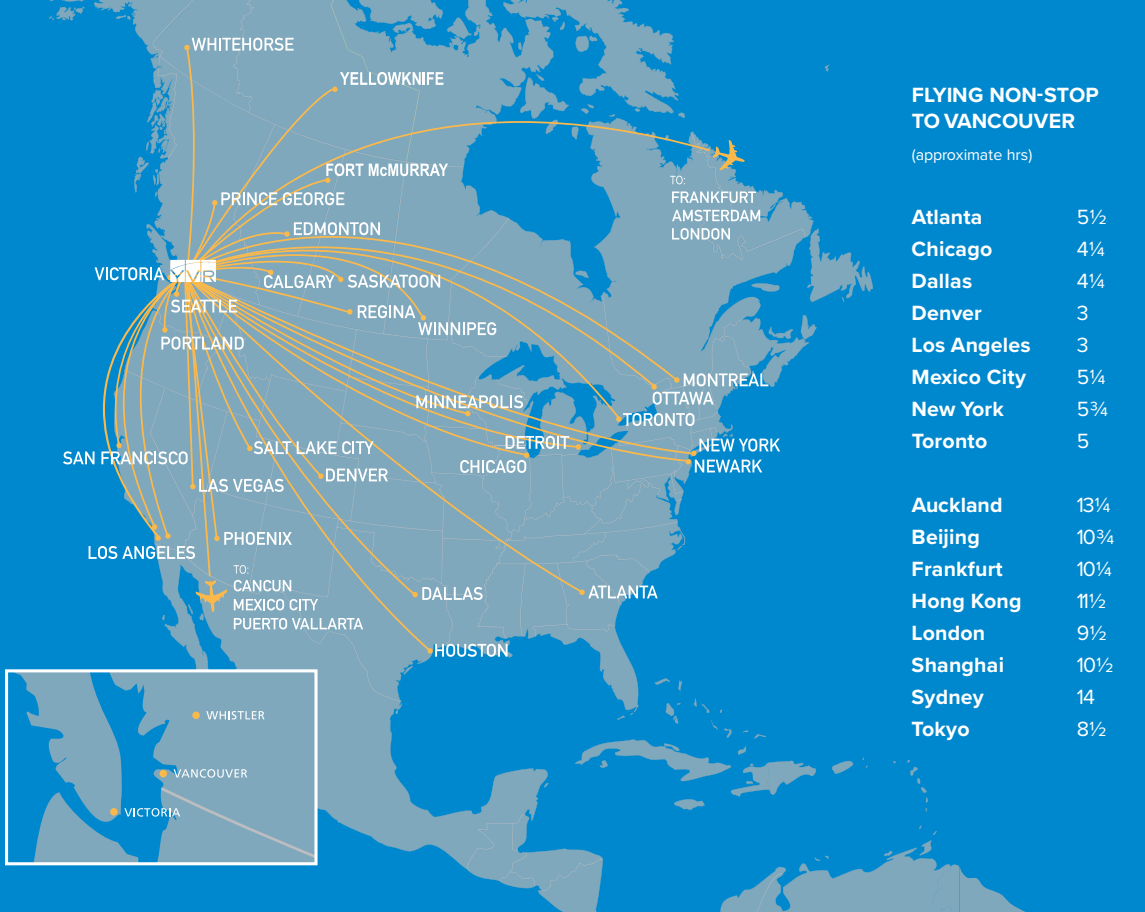 WHITEHORSE
YELLOWKNIFE
FORT McMURRAY
PRINCE GEORGE
EDMONTON
TO:
FRANKFURT
AMSTERDAM
LONDON
VICTORIA
YVR
CALGARY
SASKATOON
SEATTLE
REGINA
WINNIPEG
PORTLAND
MONTREAL
OTTAWA
MINNEAPOLIS
TORONTO
DETROIT
NEW YORK
SALT LAKE CITY
SAN FRANCISCO
CHICAGO
NEWARK
DENVER
LAS VEGAS
PHOENIX
LOS ANGELES
TO:
CANCUN
MEXICO CITY
PUERTO VALLARTA
DALLAS
ATLANTA
HOUSTON
WHISTLER
VANCOUVER
VICTORIA
FLYING NON-STOP
TO VANCOUVER
(approximate hrs)
Atlanta 5½
Chicago 4¼
Dallas 4¼
Denver 3
Los Angeles 3
Mexico City 5¼
New York 5¾
Toronto 5
Auckland 13¼
Beijing 10¾
Frankfurt 10¼
Hong Kong 11½
London 9½
Shanghai 10½
Sydney 14
Tokyo 8½